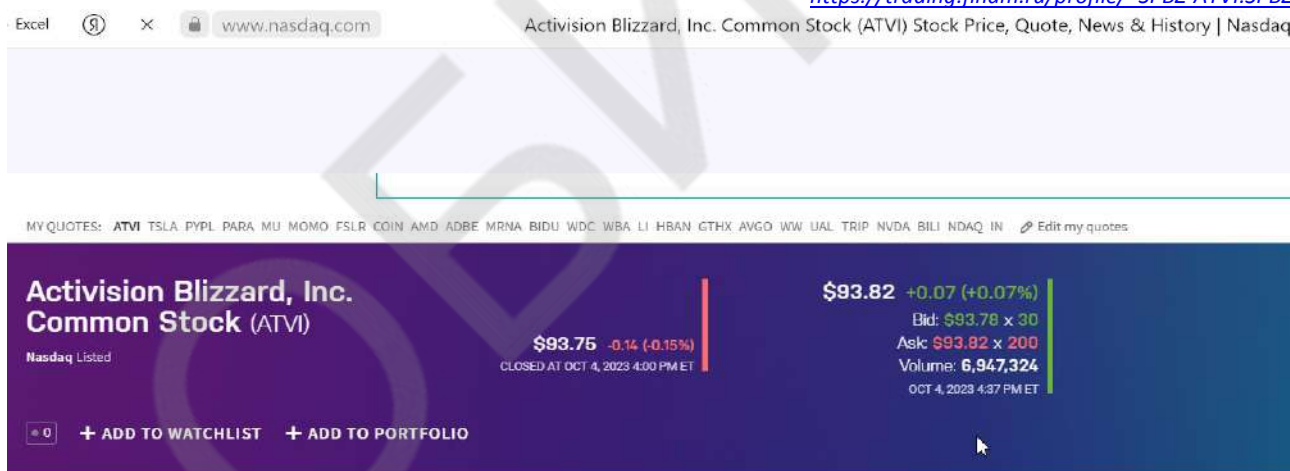 Excel
www.nasdaq.com
Activision Blizzard, Inc. Common Stock (ATVI) Stock Price, Quote, News & History | Nasdaq
MY QUOTES: ATVI TSLA PYPL PARA MU MOMO FSLR COIN AMD ADBE MRNA BIDU WDC WBA LI HBAN GTHX AVGO WW UAL TRIP NVDA BILI NDAQ IN Edit my quotes
Activision Blizzard, Inc.
Common Stock (ATVI)
Nasdaq Listed
$93.75 -0.14 (-0.15%)
CLOSED AT OCT 4, 2023 4:00 PM ET
$93.82 +0.07 (+0.07%)
Bid: $93.78 x 30
Ask: $93.82 x 200
Volume: 6,947,324
OCT 4, 2023 4:37 PM ET
0 + ADD TO WATCHLIST + ADD TO PORTFOLIO